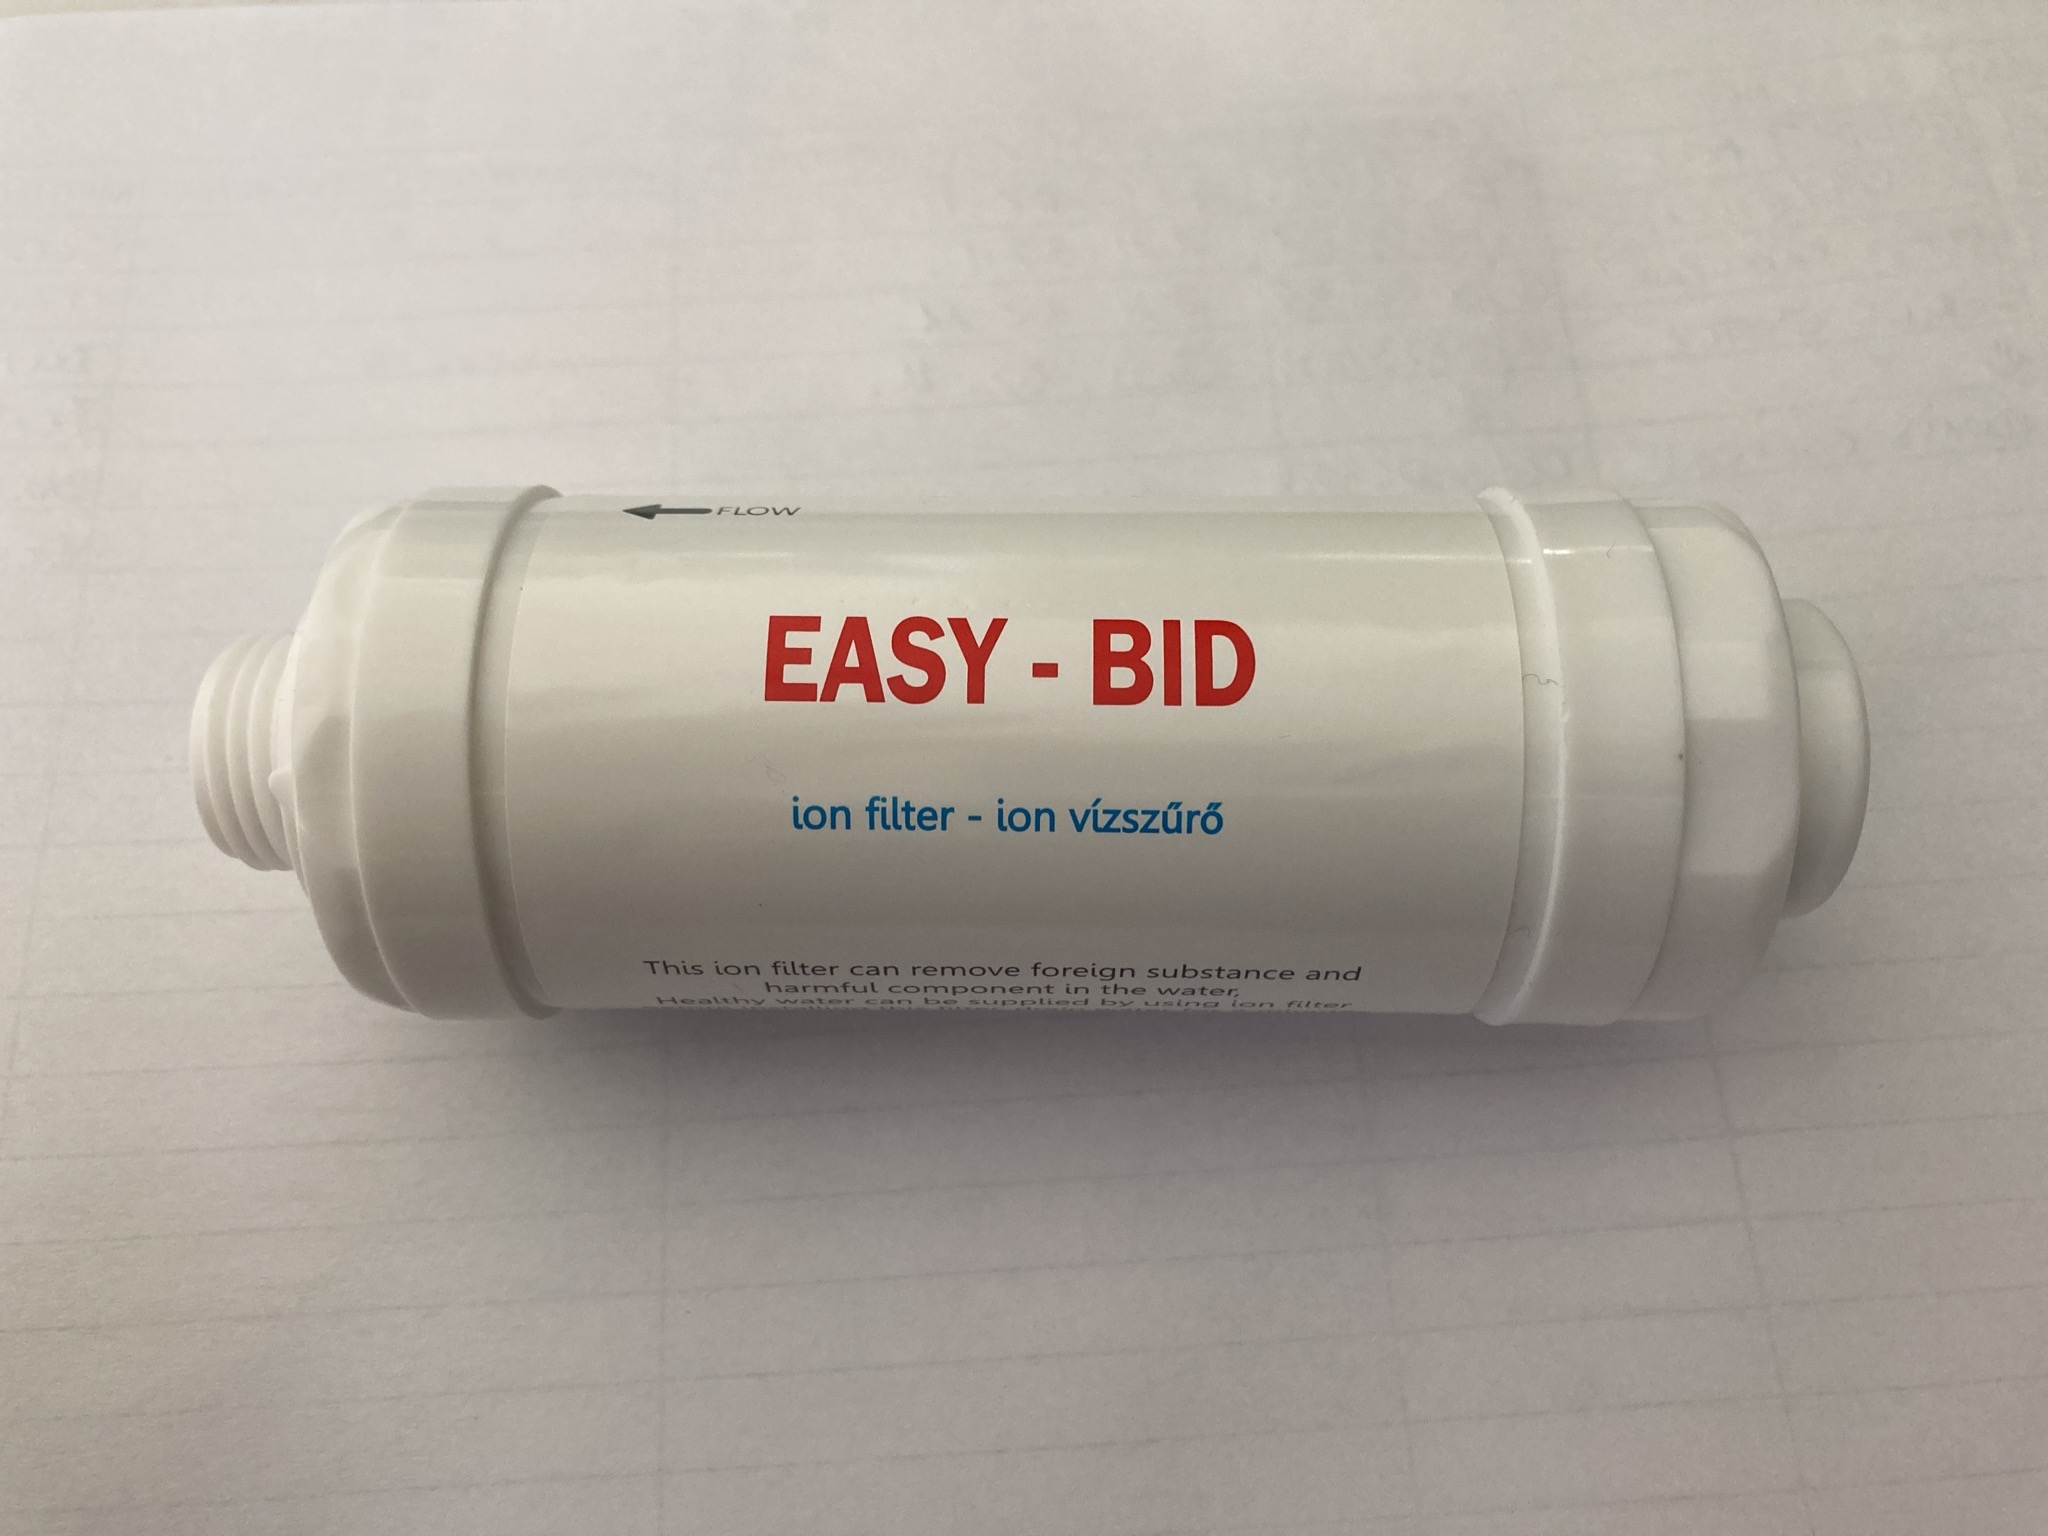 FLOW
EASY - BID
ion filter - ion vízszűrő
This ion filter can remove foreign substance and
harmful component in the water,
Healthy water can be supplied by using ion filter